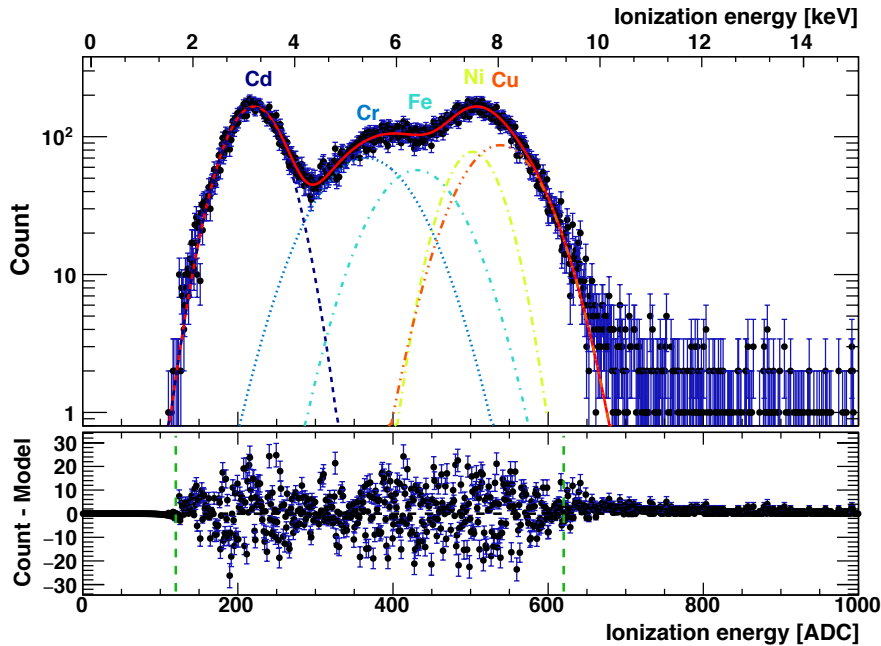 Ionization energy [keV]
0 2 4 6 8 10 12 14
Count
10²
10
1
Cd
Cr
Fe
Ni
Cu
Count - Model
30
20
10
0
−10
−20
−30
0 200 400 600 800 1000
Ionization energy [ADC]